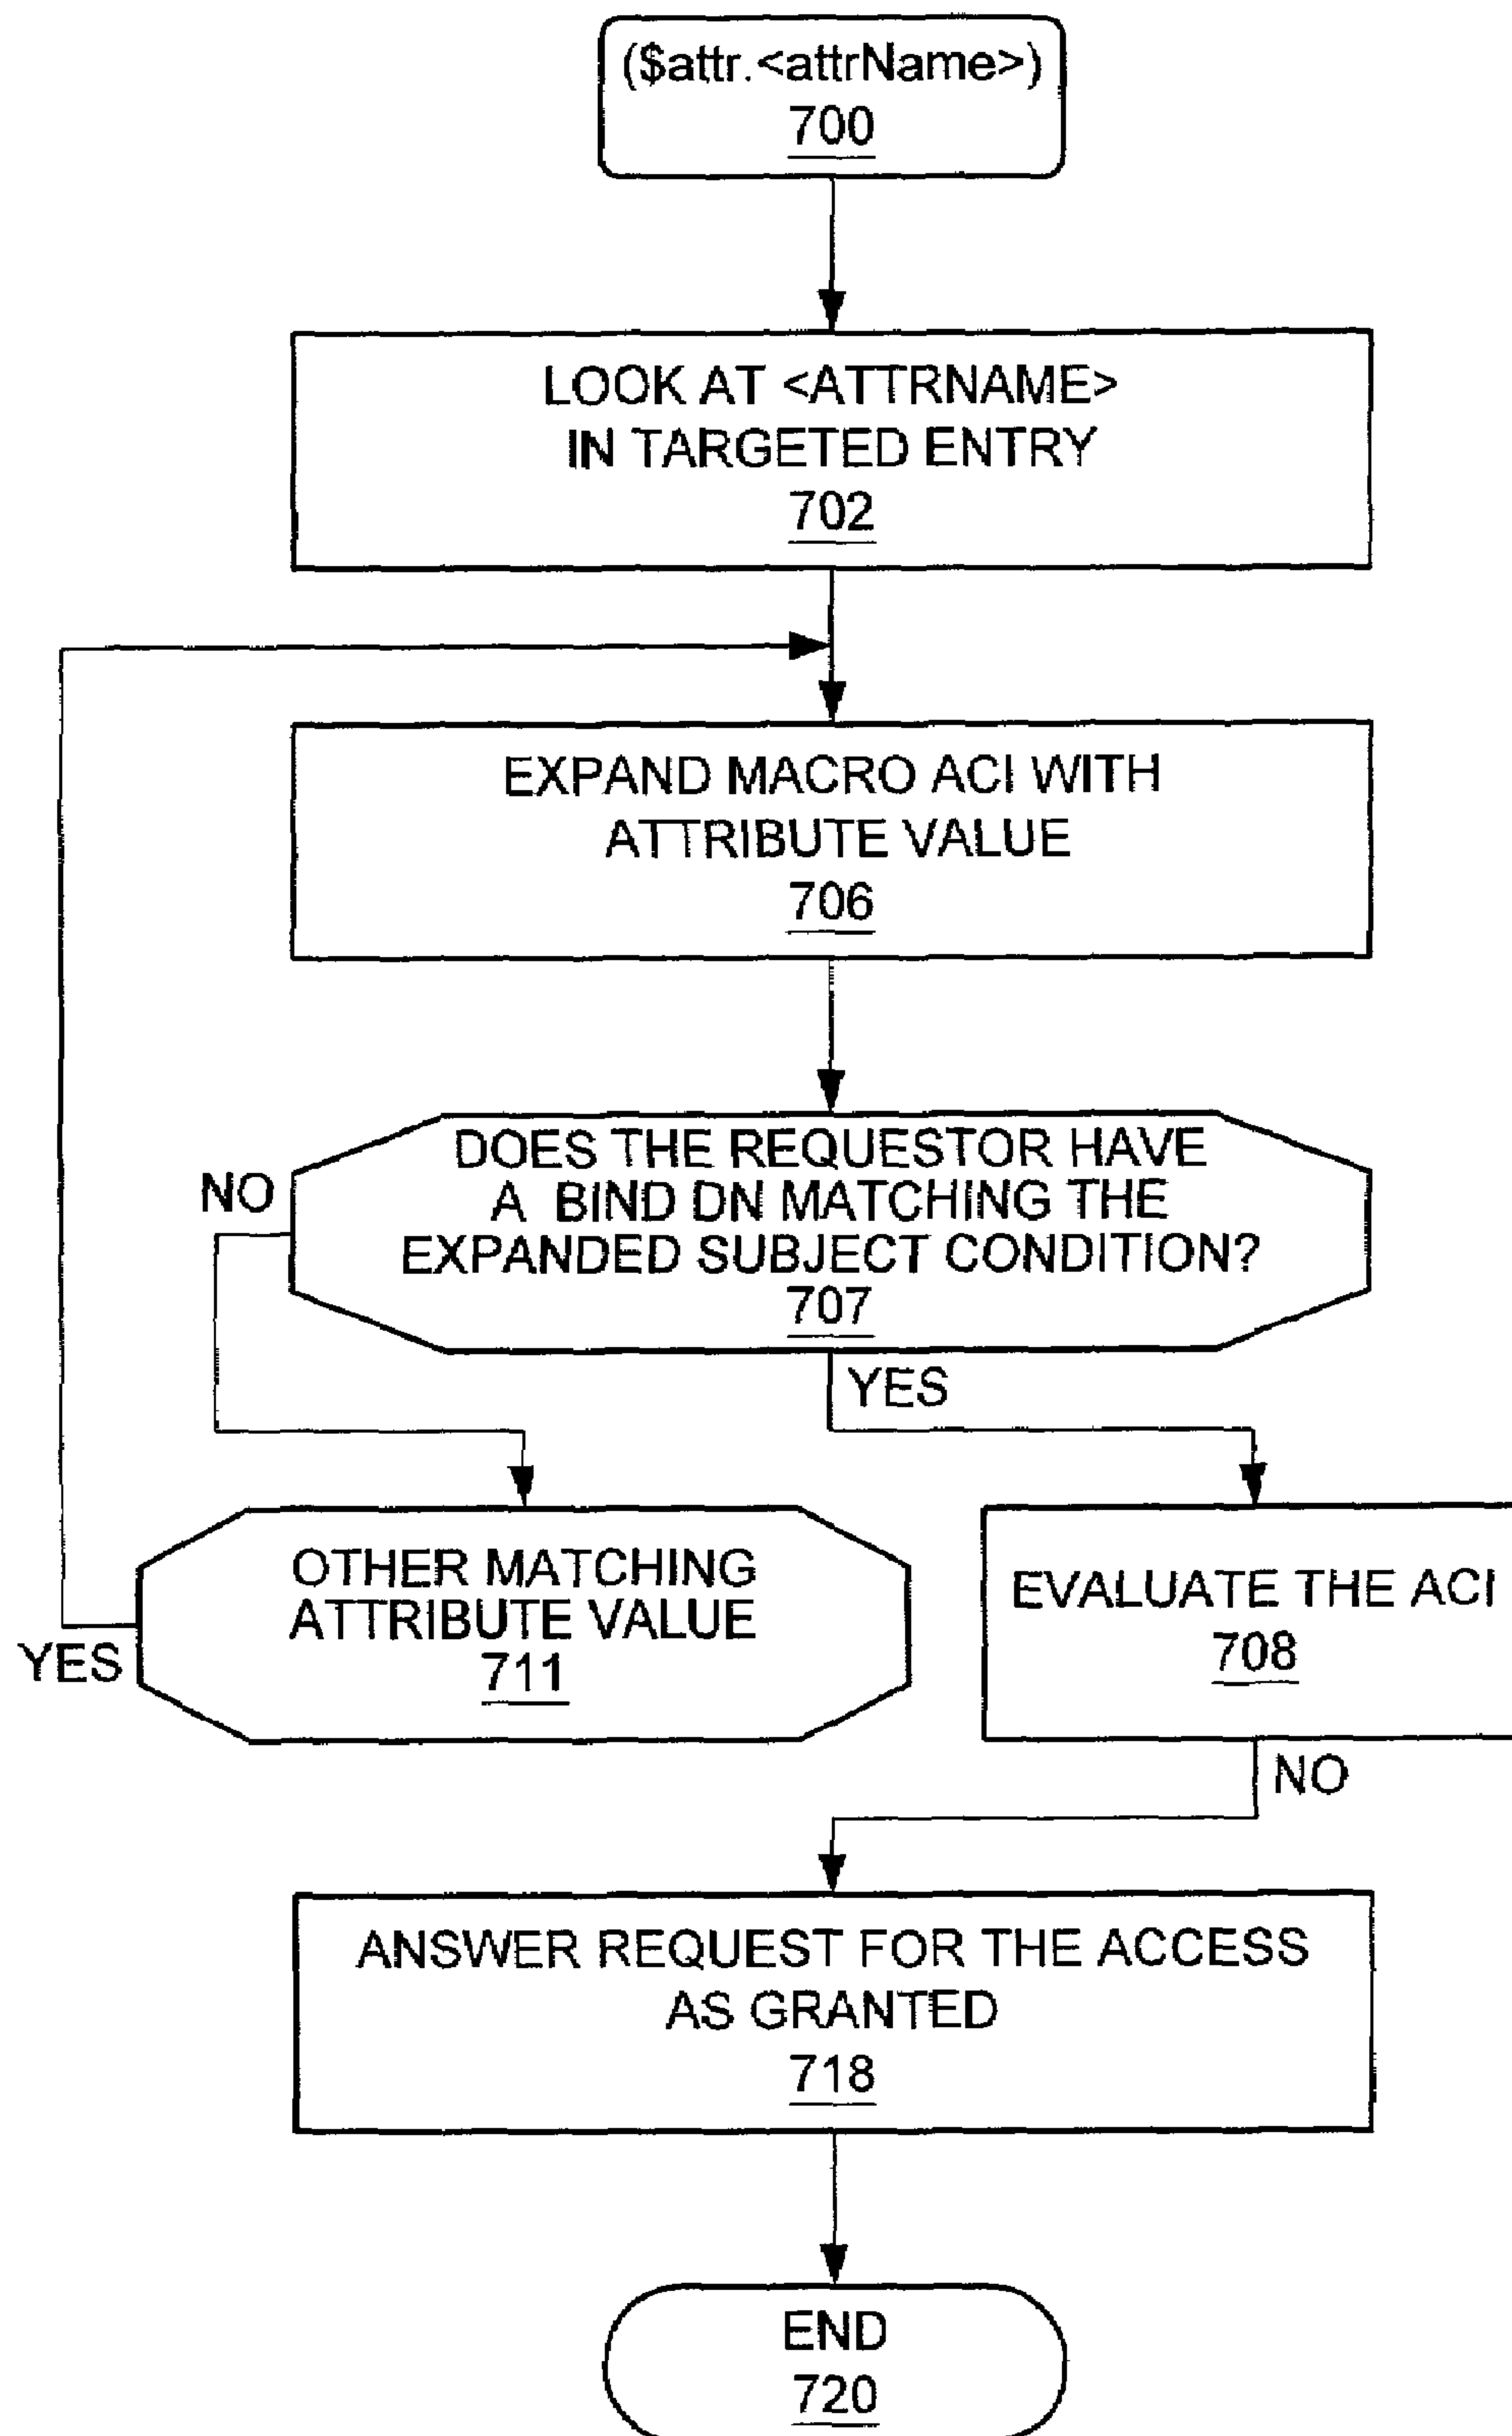 ($attr.<attrName>)
700
LOOK AT <ATTRNAME>
IN TARGETED ENTRY
702
EXPAND MACRO ACI WITH
ATTRIBUTE VALUE
706
DOES THE REQUESTOR HAVE
A BIND DN MATCHING THE
EXPANDED SUBJECT CONDITION?
707
NO
YES
OTHER MATCHING
ATTRIBUTE VALUE
711
YES
EVALUATE THE ACI
708
NO
ANSWER REQUEST FOR THE ACCESS
AS GRANTED
718
END
720